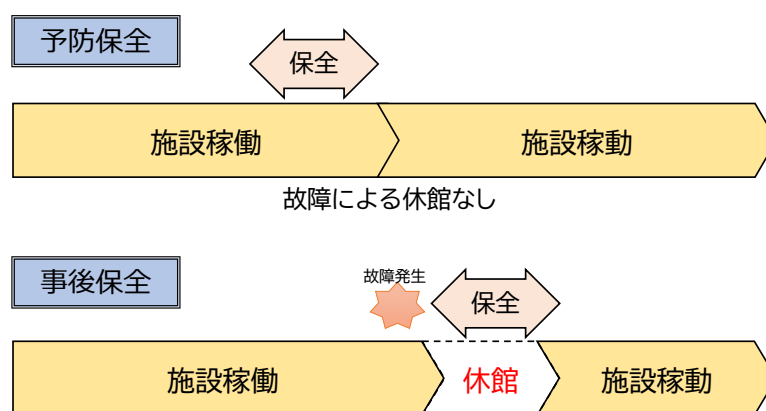 予防保全
保全
施設稼働
施設稼動
故障による休館なし
事後保全
故障発生
保全
施設稼働
休館
施設稼動